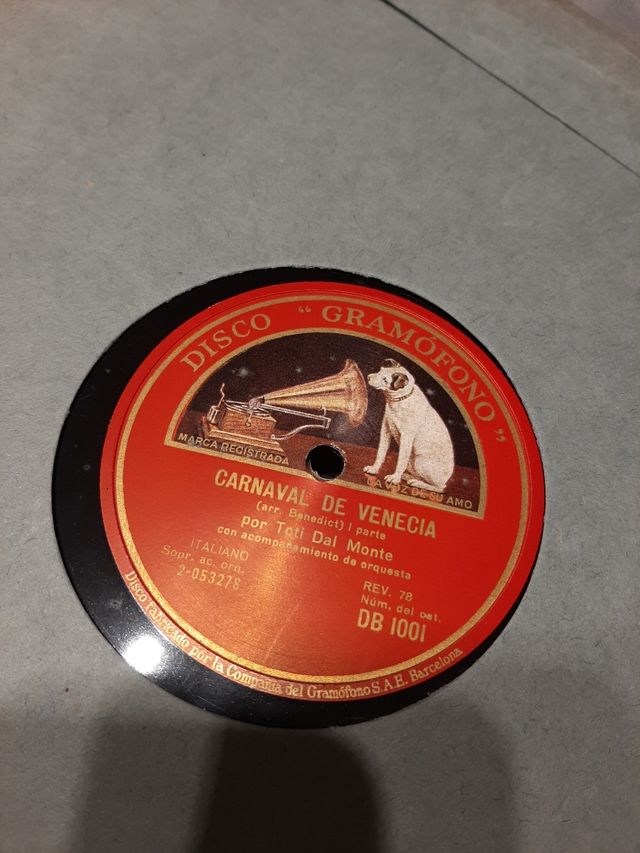 DISCO "GRAMÓFONO"
MARCA REGISTRADA
LA VOZ DE SU AMO
CARNAVAL DE VENECIA
(arr. Benedict) I parte
por Toti Dal Monte
con acompañamiento de orquesta
ITALIANO
Sopr. ac. orq.
2-053278
REV. 78
Núm. del cat.
DB 1001
Disco fabricado por la Compañía del Gramófono S.A.E. Barcelona